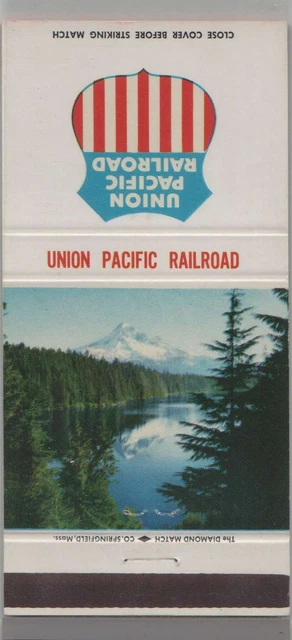 CLOSE COVER BEFORE STRIKING MATCH
UNION
PACIFIC
RAILROAD
UNION PACIFIC RAILROAD
The DIAMOND MATCH CO. SPRINGFIELD, Mass.